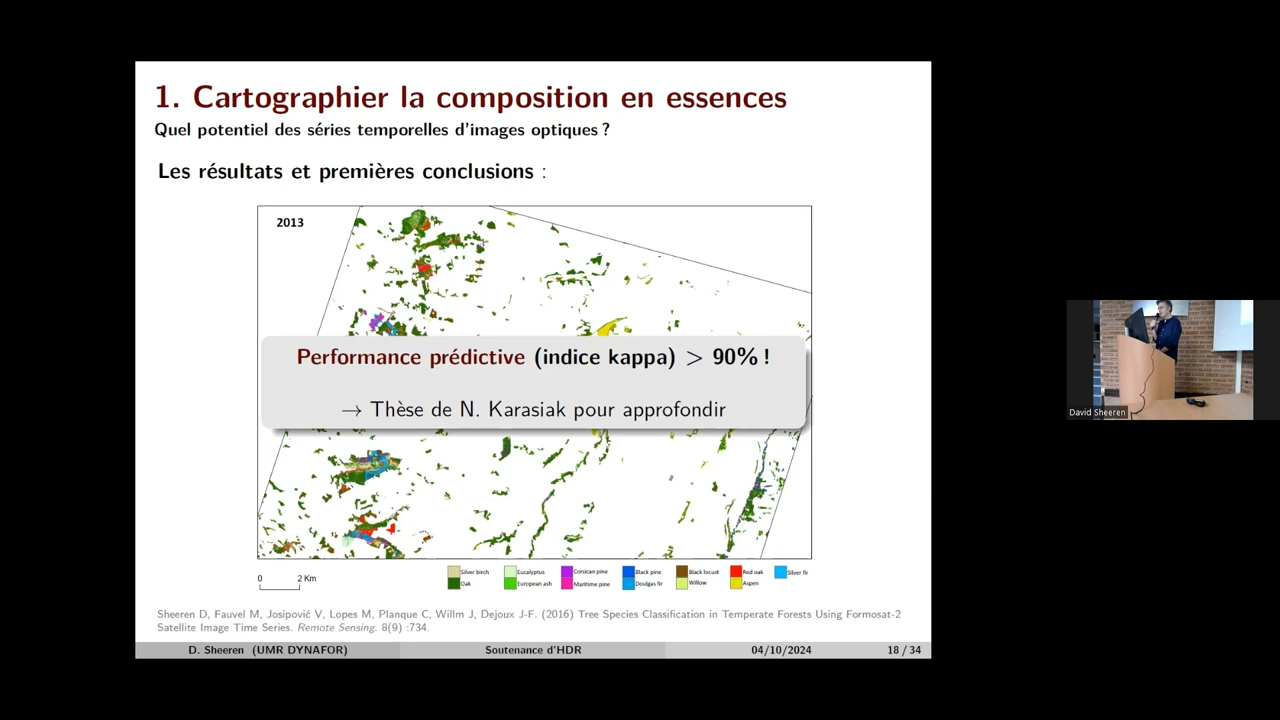 1. Cartographier la composition en essences
Quel potentiel des séries temporelles d'images optiques ?
Les résultats et premières conclusions :
2013
Performance prédictive (indice kappa) > 90% !
→ Thèse de N. Karasiak pour approfondir
0 2 Km
Silver birch Eucalyptus Corsican pine Black pine Black locust Red oak Silver fir
Oak European ash Maritime pine Doulgas fir Willow Aspen
Sheeren D, Fauvel M, Josipović V, Lopes M, Planque C, Willm J, Dejoux J-F. (2016) Tree Species Classification in Temperate Forests Using Formosat-2
Satellite Image Time Series. Remote Sensing. 8(9) :734.
D. Sheeren (UMR DYNAFOR) Soutenance d'HDR 04/10/2024 18 / 34
David Sheeren